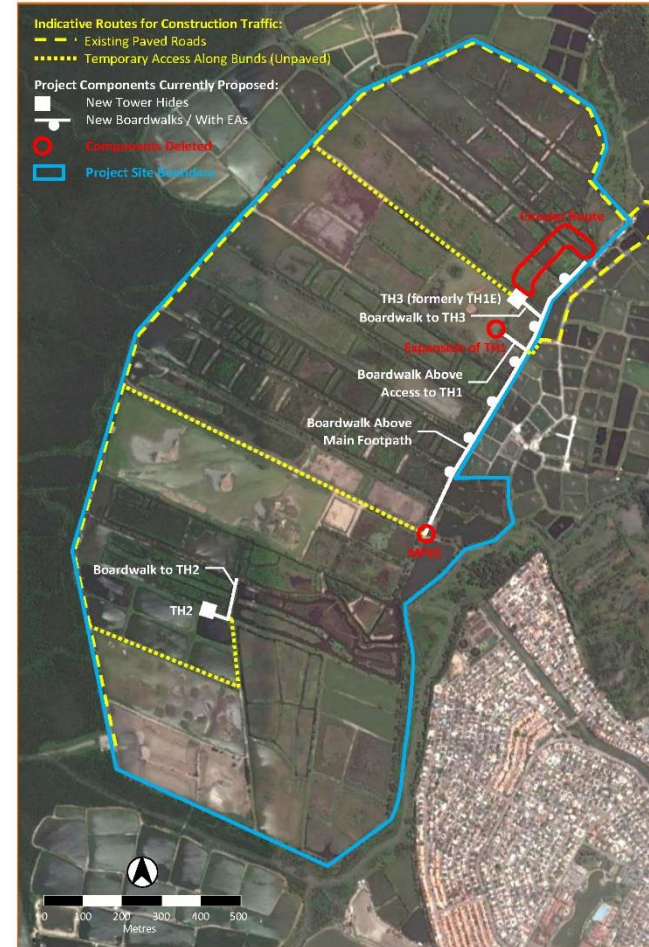 Indicative Routes for Construction Traffic:
Existing Paved Roads
Temporary Access Along Bunds (Unpaved)
Project Components Currently Proposed:
New Tower Hides
New Boardwalks / With EAs
Components Deleted
Project Site Boundary
Crower Route
TH3 (formerly TH1E)
Boardwalk to TH3
Expansion of TH1
Boardwalk Above
Access to TH1
Boardwalk Above
Main Footpath
Boardwalk to TH2
TH2
0 100 200 300 400 500
Metres